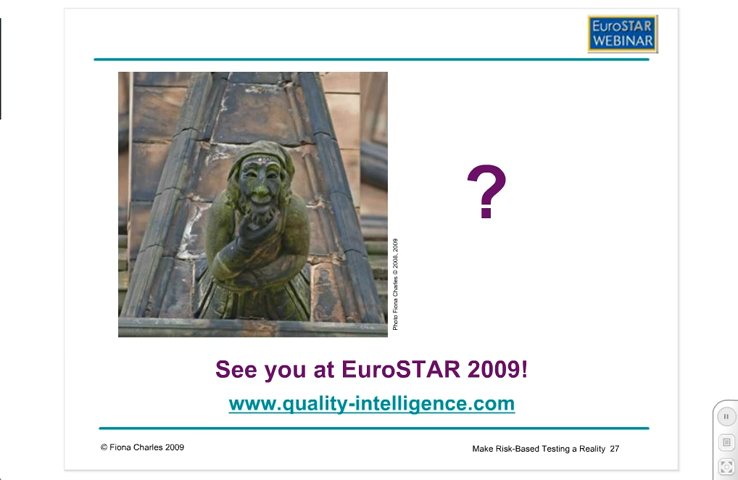 EuroSTAR
WEBINAR
?
Photo Fiona Charles © 2008, 2009
See you at EuroSTAR 2009!
www.quality-intelligence.com
© Fiona Charles 2009
Make Risk-Based Testing a Reality 27